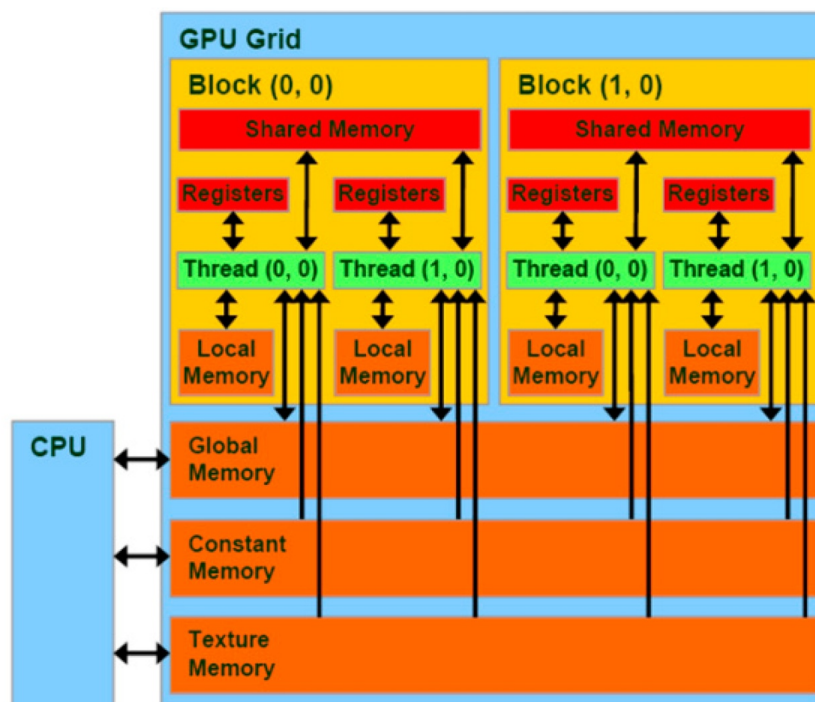 GPU Grid
Block (0, 0)
Block (1, 0)
Shared Memory
Shared Memory
Registers
Registers
Registers
Registers
Thread (0, 0)
Thread (1, 0)
Thread (0, 0)
Thread (1, 0)
Local
Memory
Local
Memory
Local
Memory
Local
Memory
CPU
Global
Memory
Constant
Memory
Texture
Memory